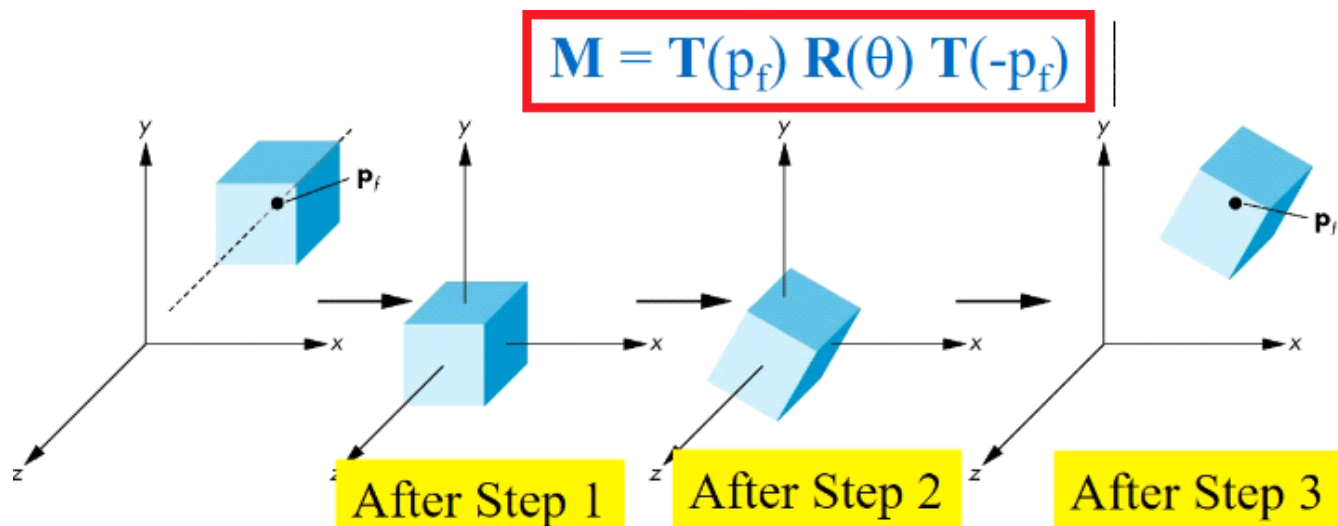 M = T(pf) R(θ) T(-pf)
y
pf
x
z
y
x
z
y
x
z
y
pf
x
z
After Step 1
After Step 2
After Step 3